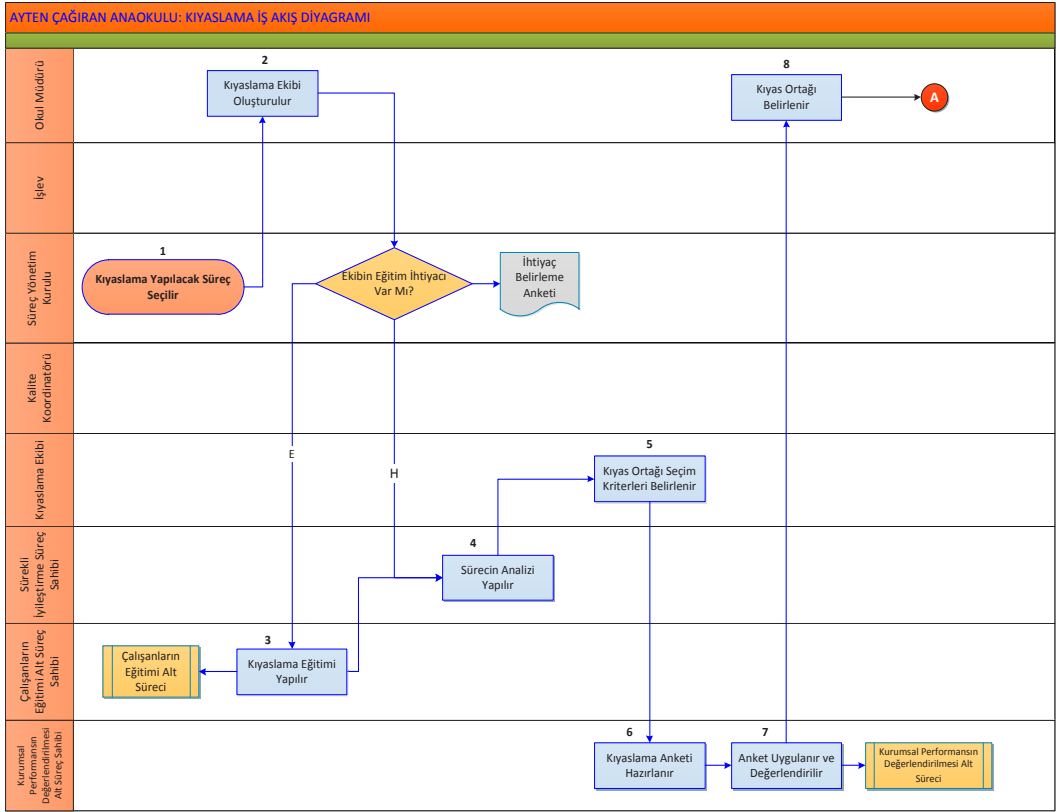 AYTEN ÇAĞIRAN ANAOKULU: KIYASLAMA İŞ AKIŞ DİYAGRAMI
Okul Müdürü
2
Kıyaslama Ekibi
Oluşturulur
8
Kıyas Ortağı
Belirlenir
A
İşlev
Süreç Yönetim
Kurulu
1
Kıyaslama Yapılacak Süreç
Seçilir
Ekibin Eğitim İhtiyacı
Var Mı?
İhtiyaç
Belirleme
Anketi
Kalite
Koordinatörü
Kıyaslama Ekibi
E
H
5
Kıyas Ortağı Seçim
Kriterleri Belirlenir
Sürekli
İyileştirme Süreç
Sahibi
4
Sürecin Analizi
Yapılır
Çalışanların
Eğitimi Alt Süreç
Sahibi
Çalışanların
Eğitimi Alt
Süreci
3
Kıyaslama Eğitimi
Yapılır
Kurumsal
Performansın
Değerlendirilmesi
Alt Süreç Sahibi
6
Kıyaslama Anketi
Hazırlanır
7
Anket Uygulanır ve
Değerlendirilir
Kurumsal Performansın
Değerlendirilmesi Alt
Süreci